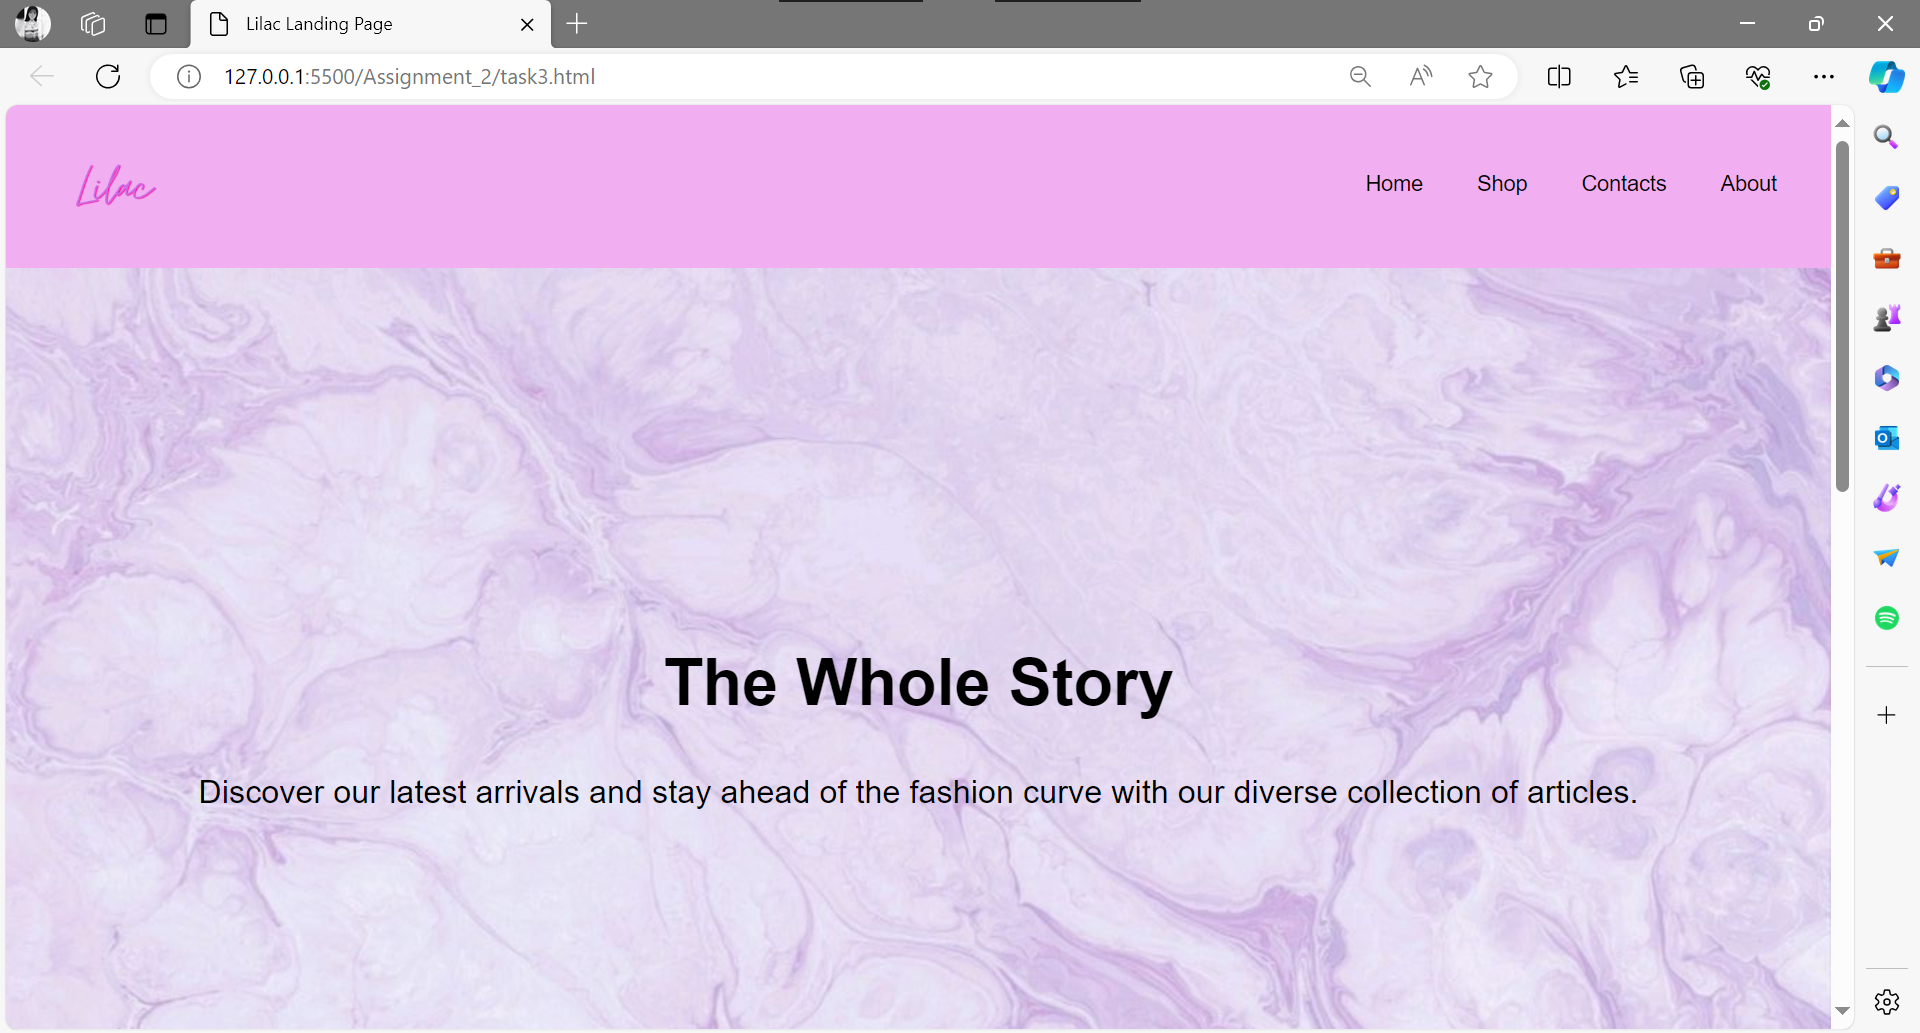 Lilac Landing Page
127.0.0.1:5500/Assignment_2/task3.html
Lilac
Home Shop Contacts About
The Whole Story
Discover our latest arrivals and stay ahead of the fashion curve with our diverse collection of articles.